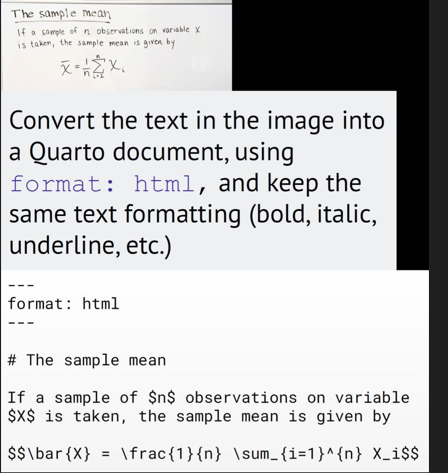 The sample mean
If a sample of n observations on variable X
is taken, the sample mean is given by
X̄ = 1/n Σ_{i=1}^{n} X_i
Convert the text in the image into
a Quarto document, using
format: html, and keep the
same text formatting (bold, italic,
underline, etc.)
---
format: html
---
# The sample mean
If a sample of $n$ observations on variable
$X$ is taken, the sample mean is given by
$$\bar{X} = \frac{1}{n} \sum_{i=1}^{n} X_i$$